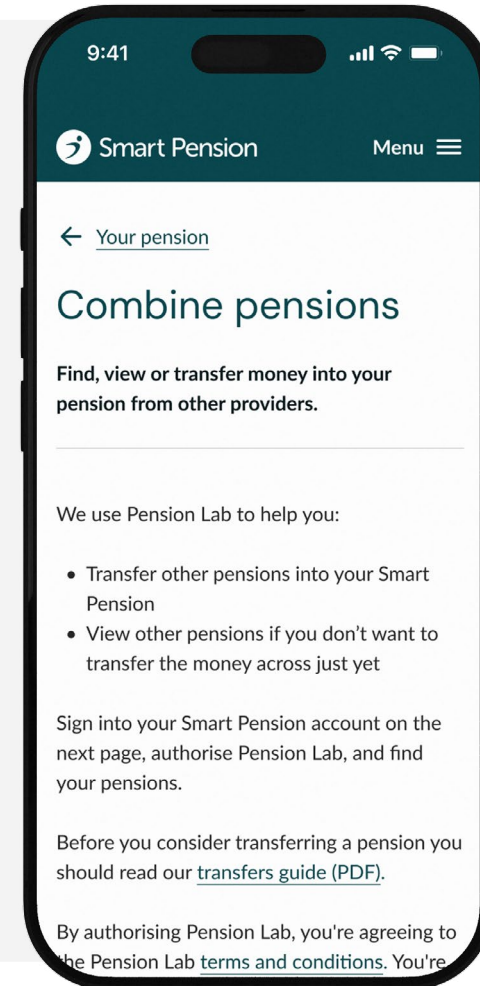 9:41
Smart Pension
Menu
Your pension
Combine pensions
Find, view or transfer money into your
pension from other providers.
We use Pension Lab to help you:
• Transfer other pensions into your Smart
Pension
• View other pensions if you don’t want to
transfer the money across just yet
Sign into your Smart Pension account on the
next page, authorise Pension Lab, and find
your pensions.
Before you consider transferring a pension you
should read our transfers guide (PDF).
By authorising Pension Lab, you're agreeing to
the Pension Lab terms and conditions. You're